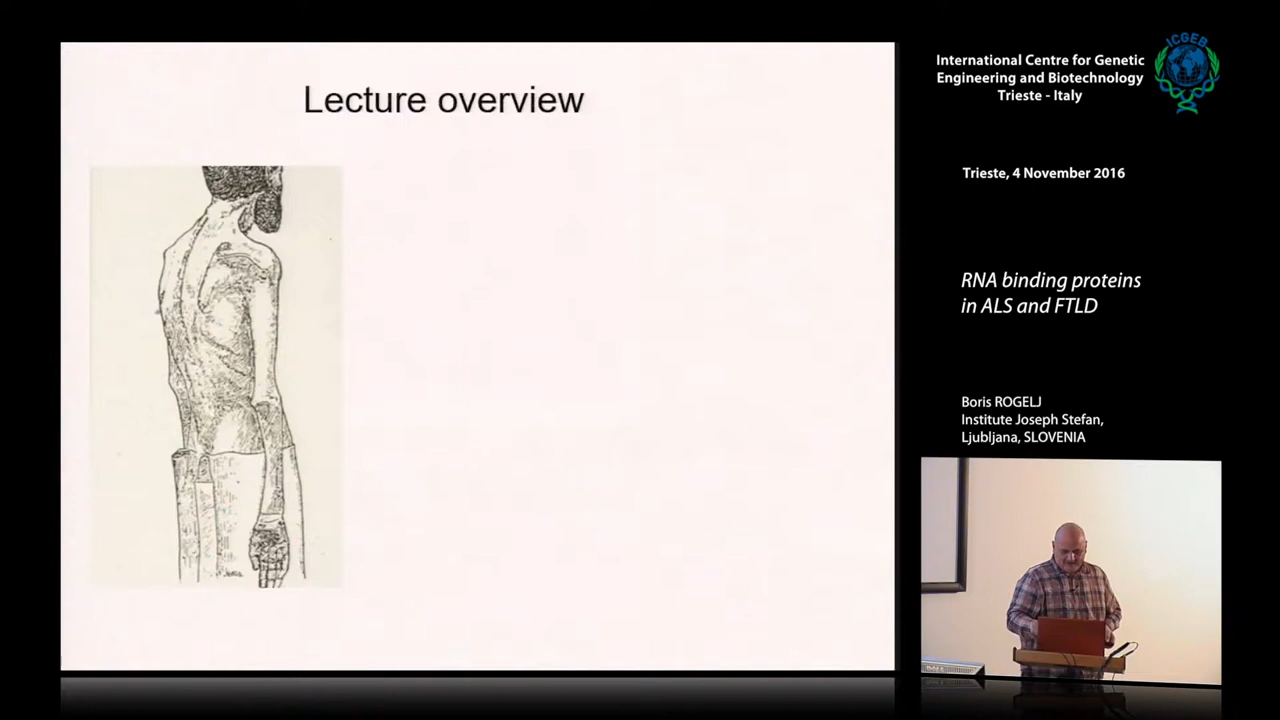 Lecture overview
ICGEB
International Centre for Genetic
Engineering and Biotechnology
Trieste - Italy
Trieste, 4 November 2016
RNA binding proteins
in ALS and FTLD
Boris ROGELJ
Institute Joseph Stefan,
Ljubljana, SLOVENIA